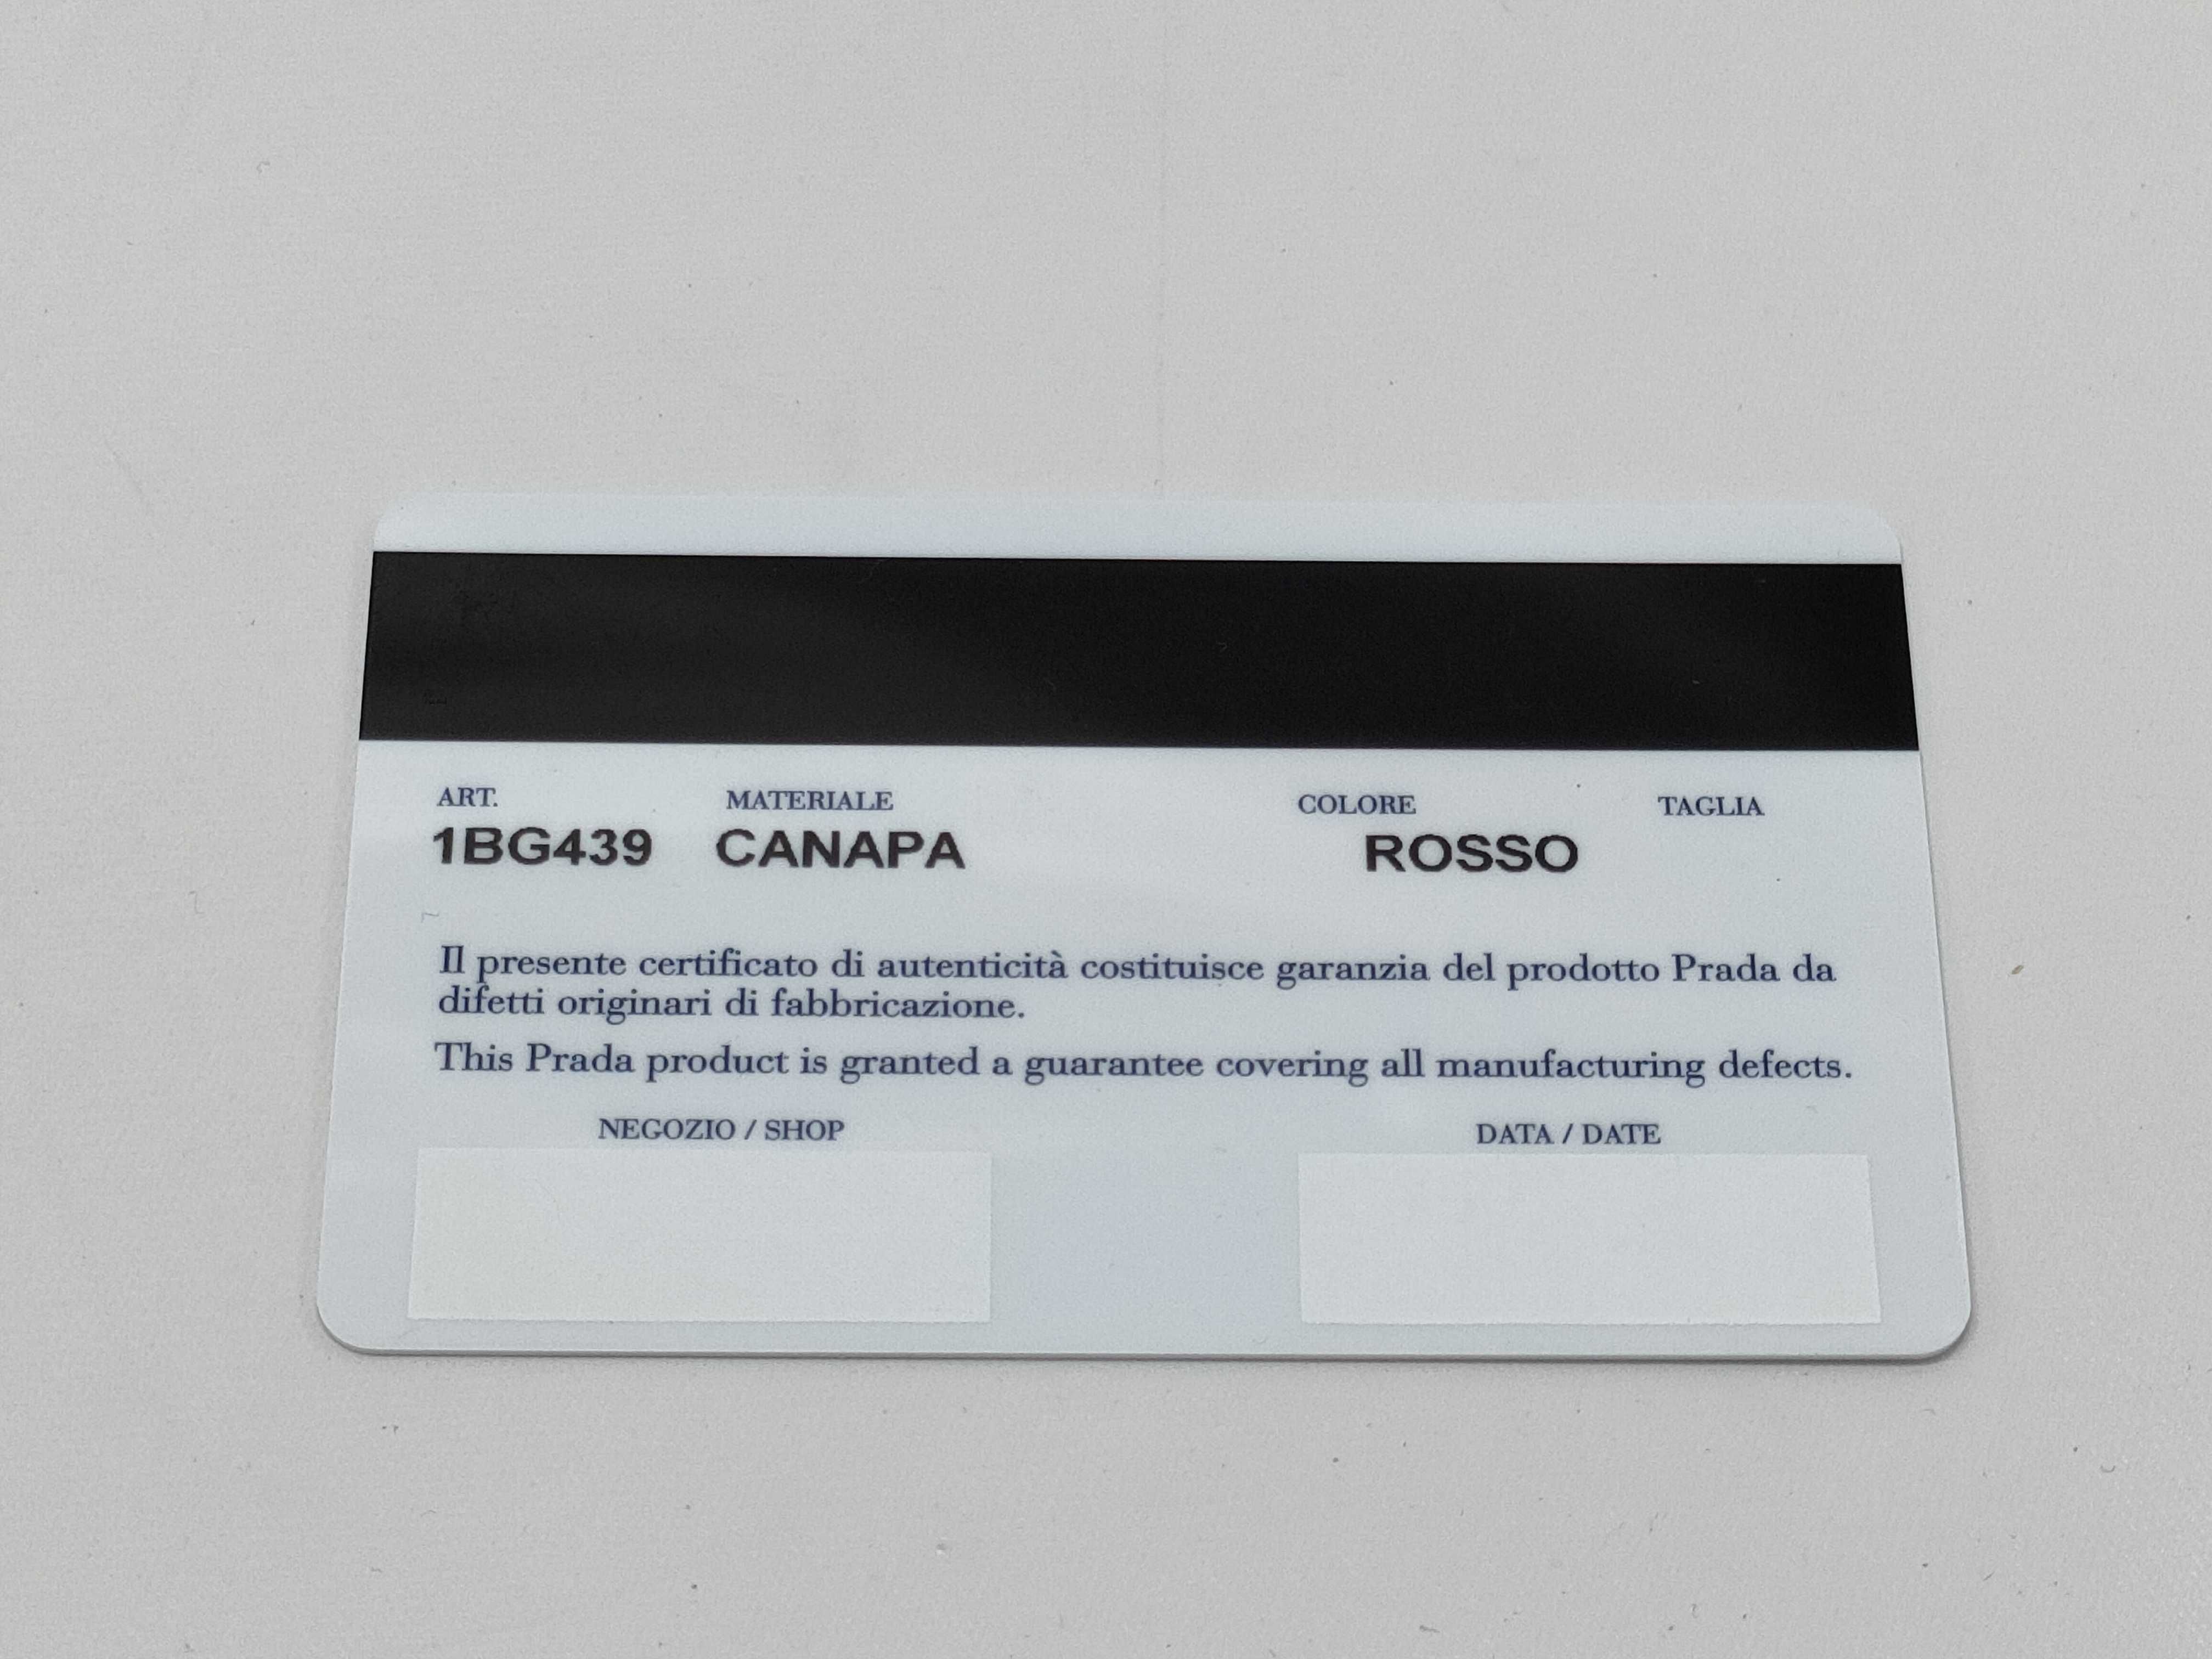 ART. MATERIALE COLORE TAGLIA
1BG439 CANAPA ROSSO
Il presente certificato di autenticità costituisce garanzia del prodotto Prada da
difetti originari di fabbricazione.
This Prada product is granted a guarantee covering all manufacturing defects.
NEGOZIO / SHOP DATA / DATE